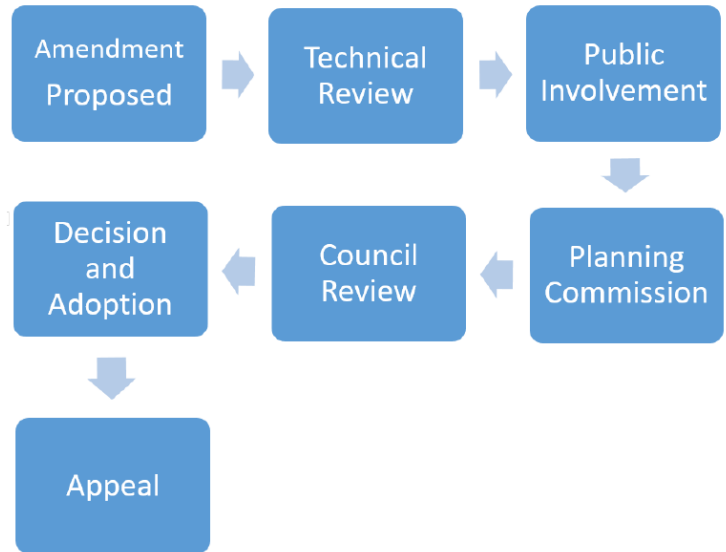 Amendment
Proposed
Technical
Review
Public
Involvement
Planning
Commission
Council
Review
Decision
and
Adoption
Appeal